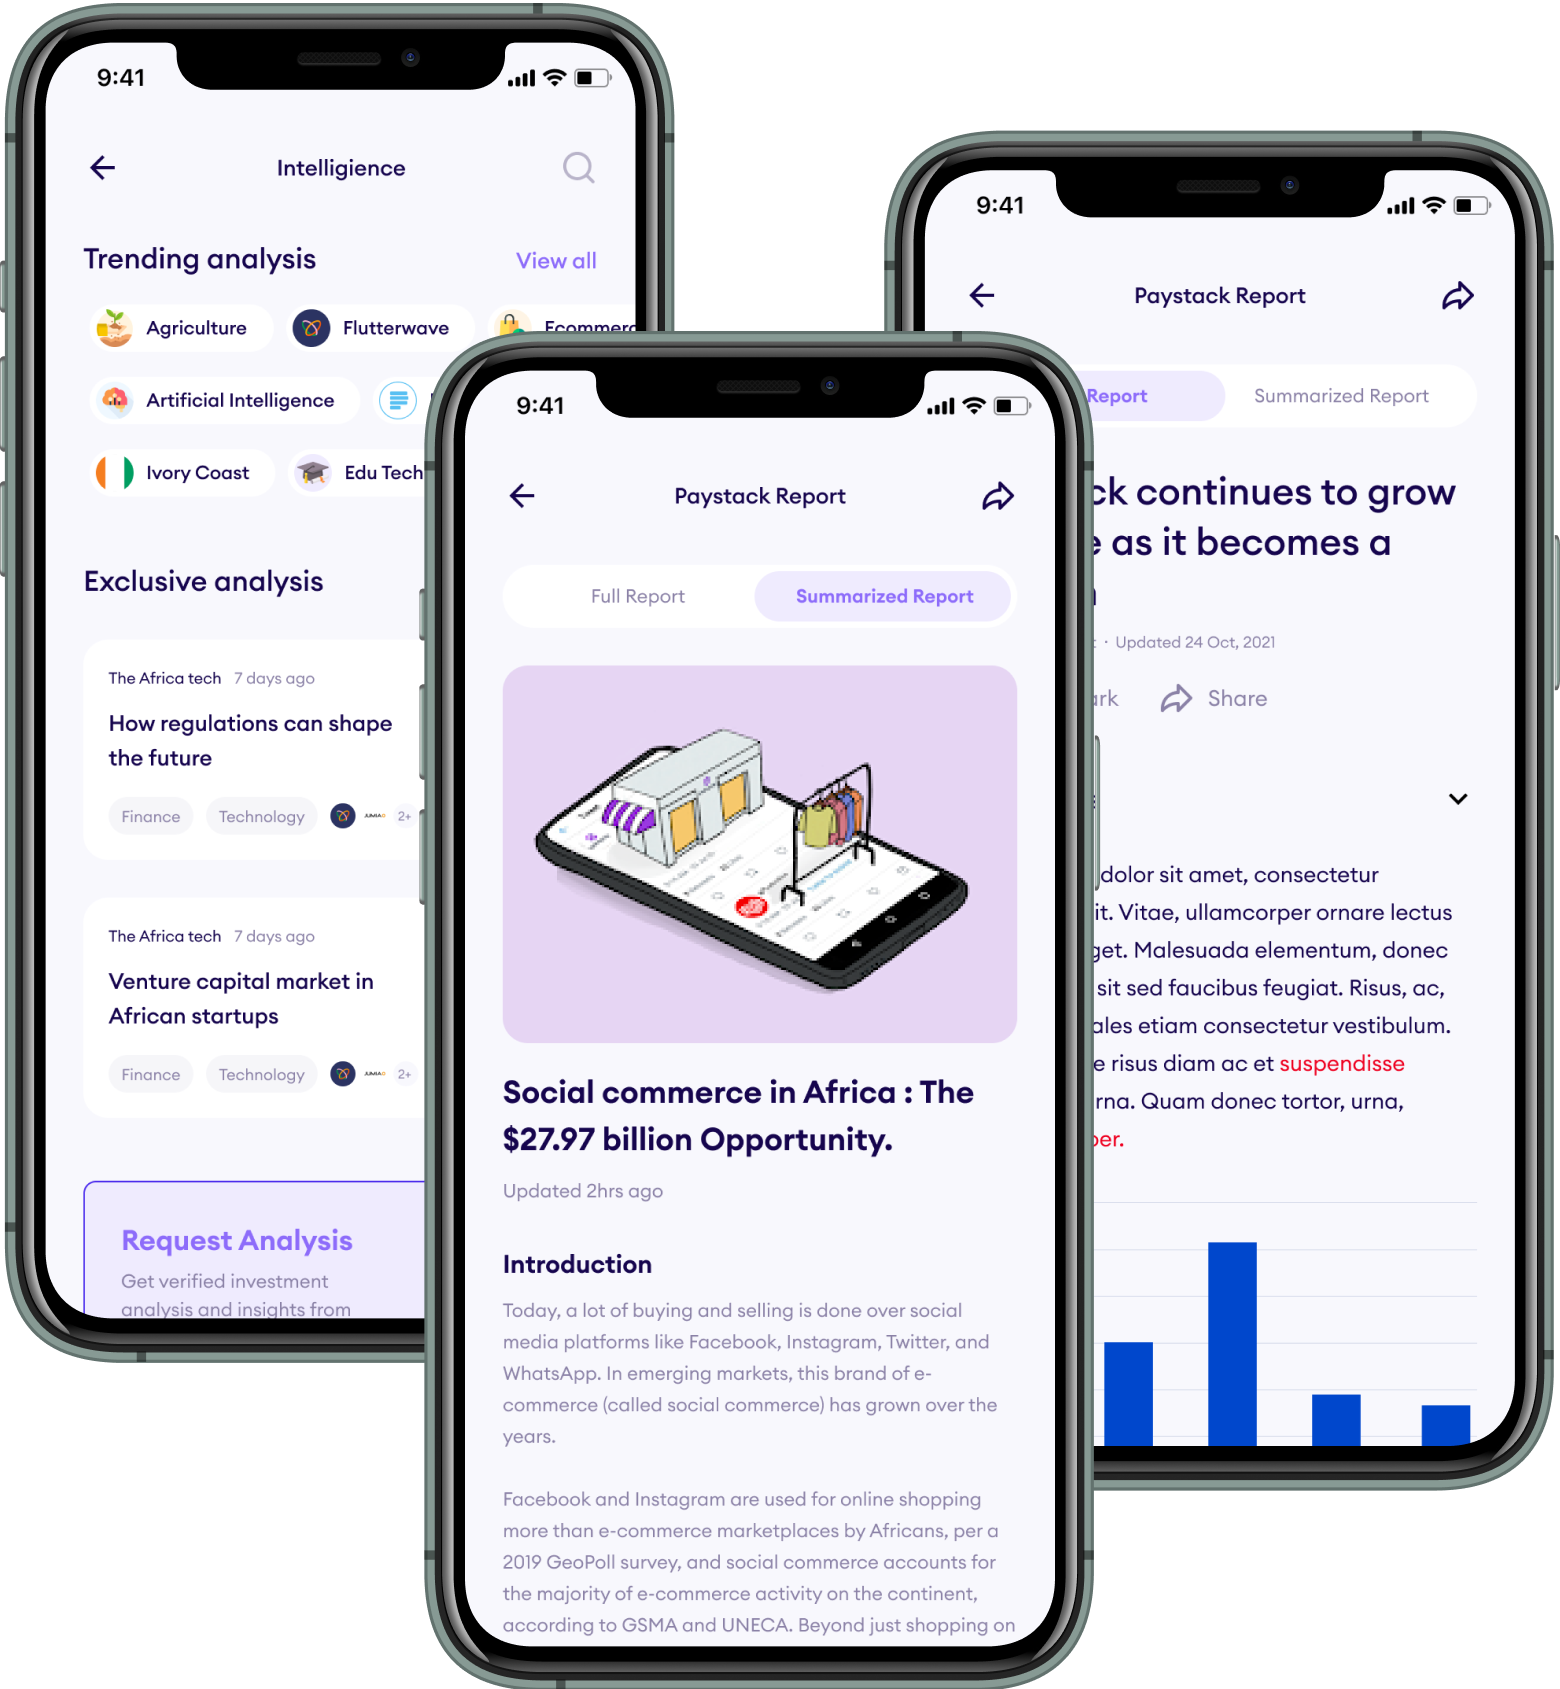 9:41
Intelligience
Trending analysis
View all
Agriculture
Flutterwave
Ecommerc
Artificial Intelligence
Ivory Coast
Edu Tech
Exclusive analysis
The Africa tech 7 days ago
How regulations can shape
the future
Finance
Technology
JUMIA
2+
The Africa tech 7 days ago
Venture capital market in
African startups
Finance
Technology
JUMIA
2+
Request Analysis
Get verified investment
analysis and insights from
9:41
Paystack Report
Full Report
Summarized Report
Social commerce in Africa : The
$27.97 billion Opportunity.
Updated 2hrs ago
Introduction
Today, a lot of buying and selling is done over social
media platforms like Facebook, Instagram, Twitter, and
WhatsApp. In emerging markets, this brand of e-
commerce (called social commerce) has grown over the
years.
Facebook and Instagram are used for online shopping
more than e-commerce marketplaces by Africans, per a
2019 GeoPoll survey, and social commerce accounts for
the majority of e-commerce activity on the continent,
according to GSMA and UNECA. Beyond just shopping on
9:41
Paystack Report
Report
Summarized Report
ck continues to grow
e as it becomes a
· Updated 24 Oct, 2021
ark
Share
dolor sit amet, consectetur
it. Vitae, ullamcorper ornare lectus
get. Malesuada elementum, donec
sit sed faucibus feugiat. Risus, ac,
ales etiam consectetur vestibulum.
e risus diam ac et suspendisse
rna. Quam donec tortor, urna,
per.